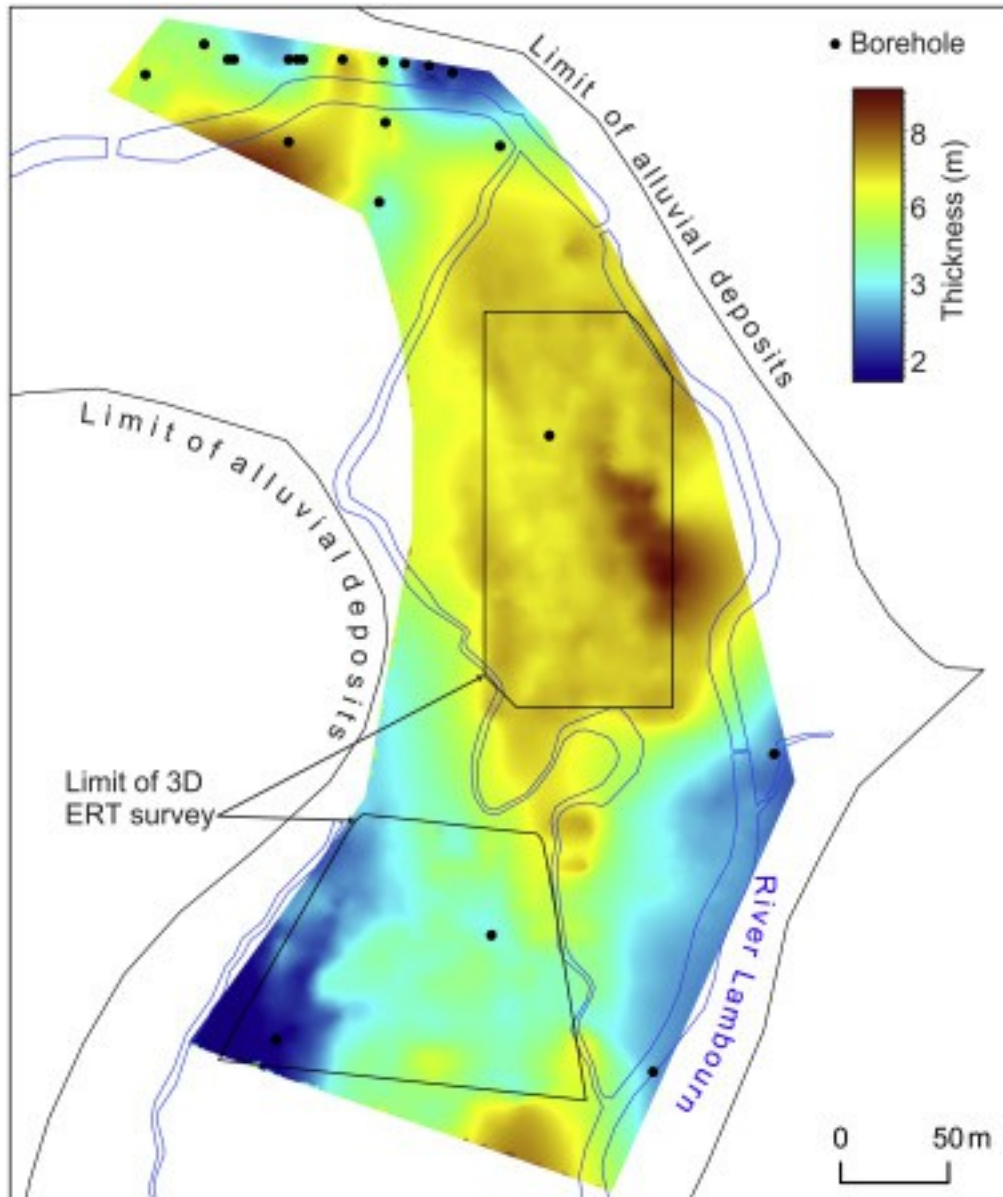 Borehole
Limit of alluvial deposits
8
6
3
2
Thickness (m)
Limit of alluvial deposits
Limit of 3D
ERT survey
River Lambourn
0 50 m